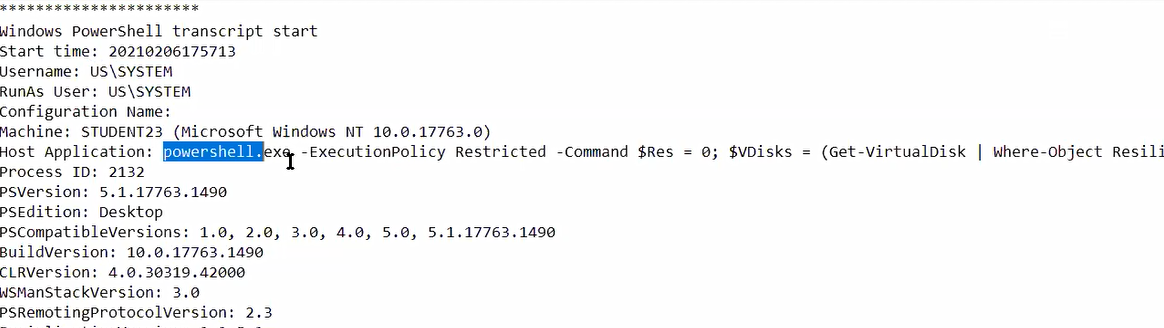 **********************
Windows PowerShell transcript start
Start time: 20210206175713
Username: US\SYSTEM
RunAs User: US\SYSTEM
Configuration Name:
Machine: STUDENT23 (Microsoft Windows NT 10.0.17763.0)
Host Application: powershell.exe -ExecutionPolicy Restricted -Command $Res = 0; $VDisks = (Get-VirtualDisk | Where-Object Resili
Process ID: 2132
PSVersion: 5.1.17763.1490
PSEdition: Desktop
PSCompatibleVersions: 1.0, 2.0, 3.0, 4.0, 5.0, 5.1.17763.1490
BuildVersion: 10.0.17763.1490
CLRVersion: 4.0.30319.42000
WSManStackVersion: 3.0
PSRemotingProtocolVersion: 2.3